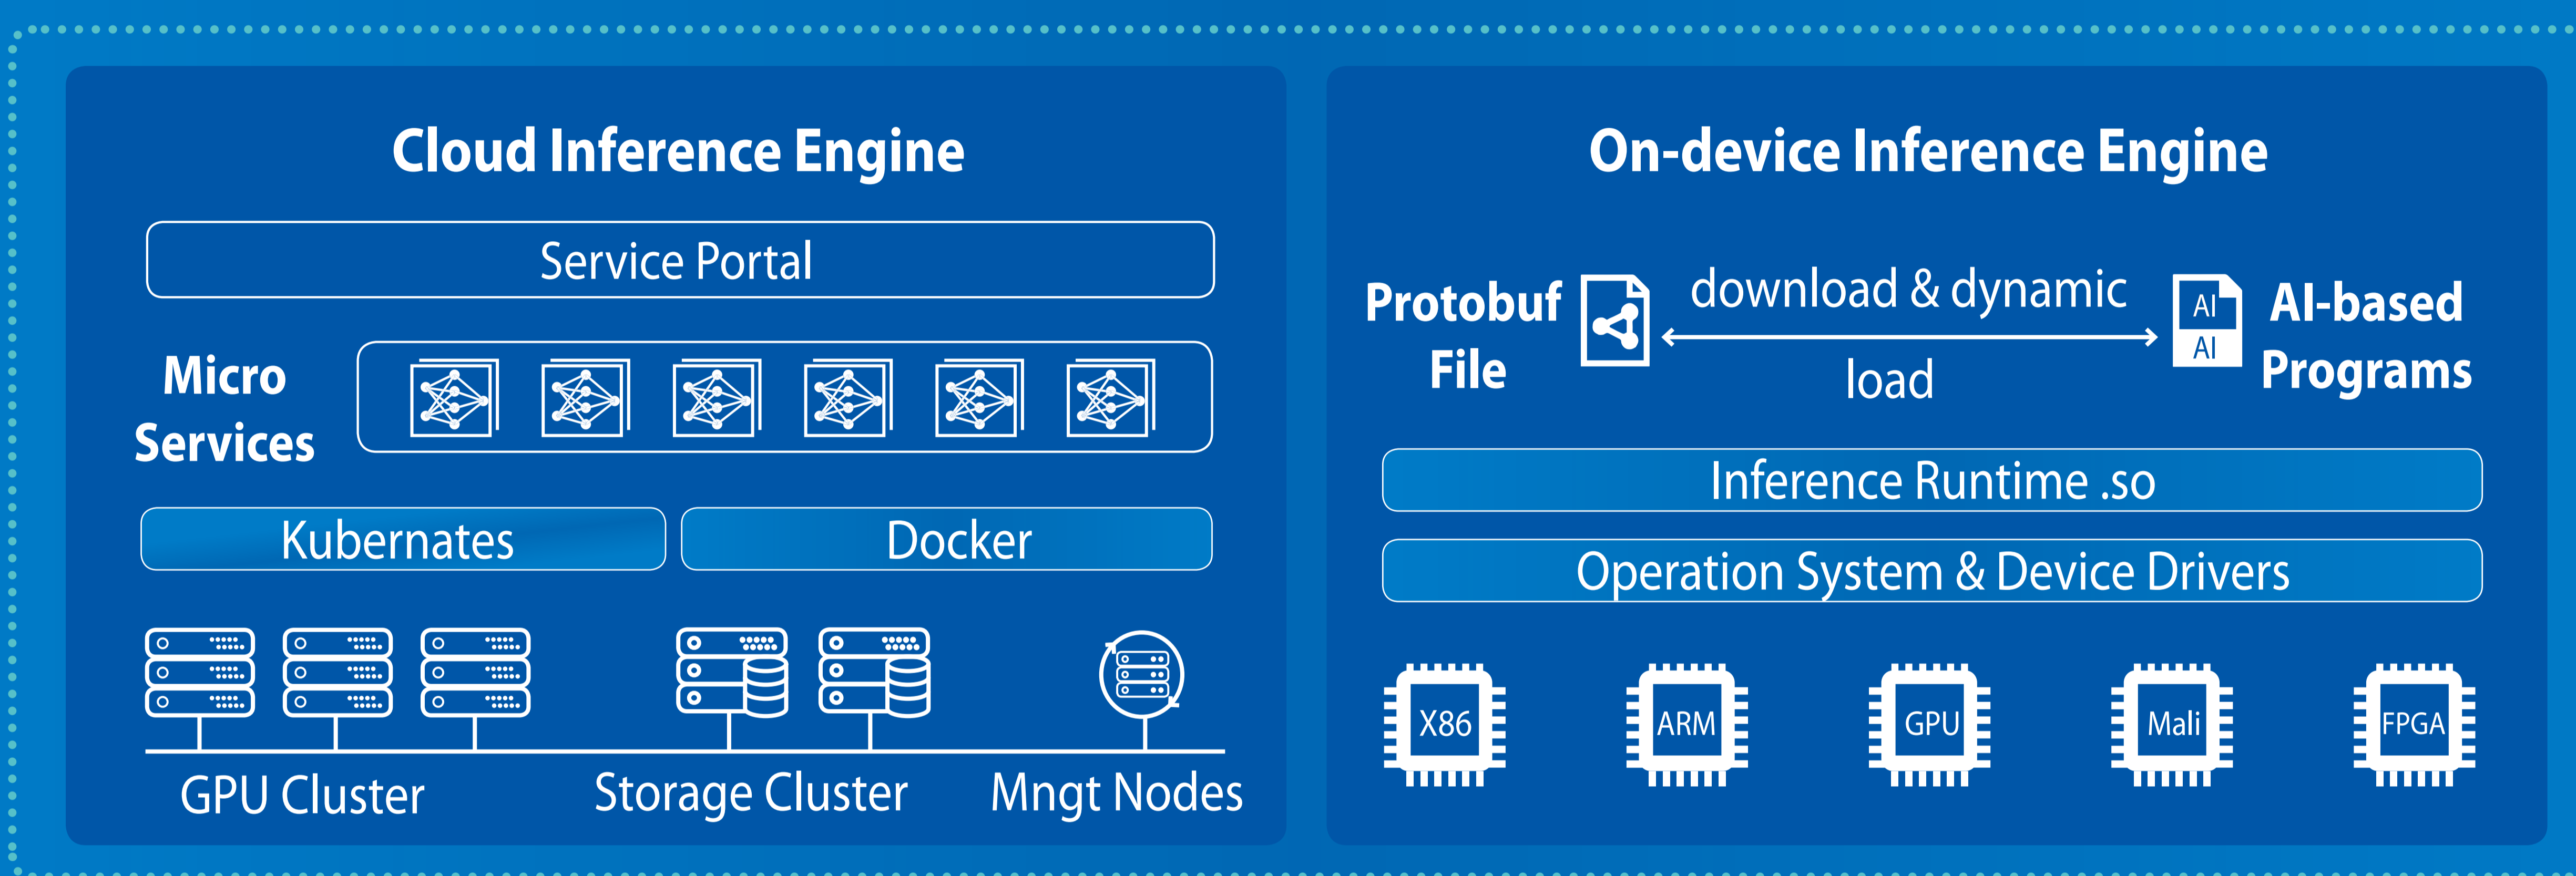 Cloud Inference Engine
Service Portal
Micro
Services
Kubernates
Docker
GPU Cluster
Storage Cluster
Mngt Nodes
On-device Inference Engine
Protobuf
File
download & dynamic
load
AI
AI
AI-based
Programs
Inference Runtime .so
Operation System & Device Drivers
X86
ARM
GPU
Mali
FPGA